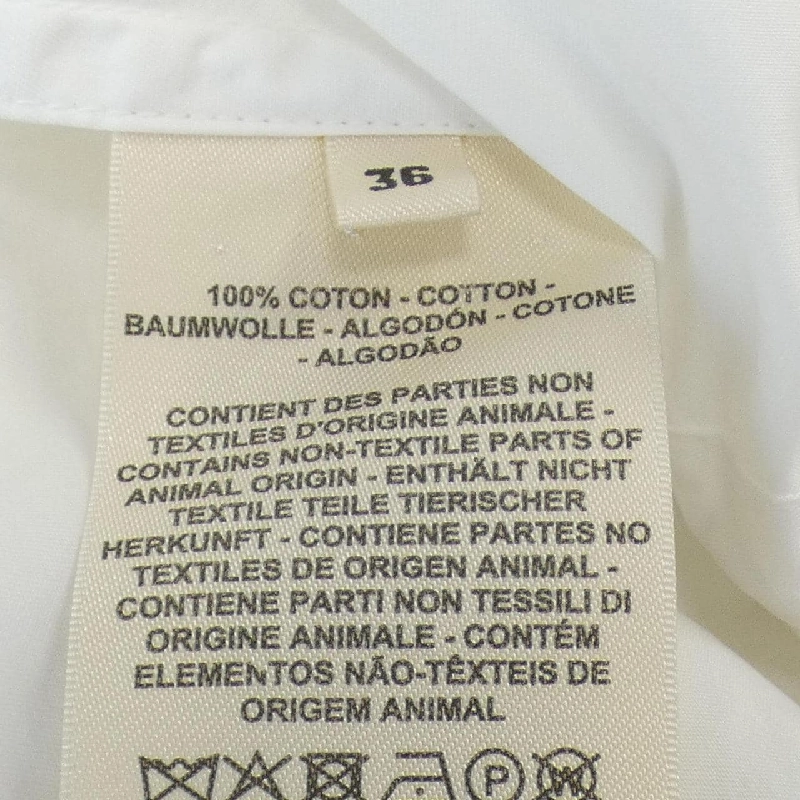 36
100% COTON - COTTON -
BAUMWOLLE - ALGODÓN - COTONE
- ALGODÃO
CONTIENT DES PARTIES NON
TEXTILES D'ORIGINE ANIMALE -
CONTAINS NON-TEXTILE PARTS OF
ANIMAL ORIGIN - ENTHÄLT NICHT
TEXTILE TEILE TIERISCHER
HERKUNFT - CONTIENE PARTES NO
TEXTILES DE ORIGEN ANIMAL -
CONTIENE PARTI NON TESSILI DI
ORIGINE ANIMALE - CONTÉM
ELEMENTOS NÃO-TÊXTEIS DE
ORIGEM ANIMAL
P W